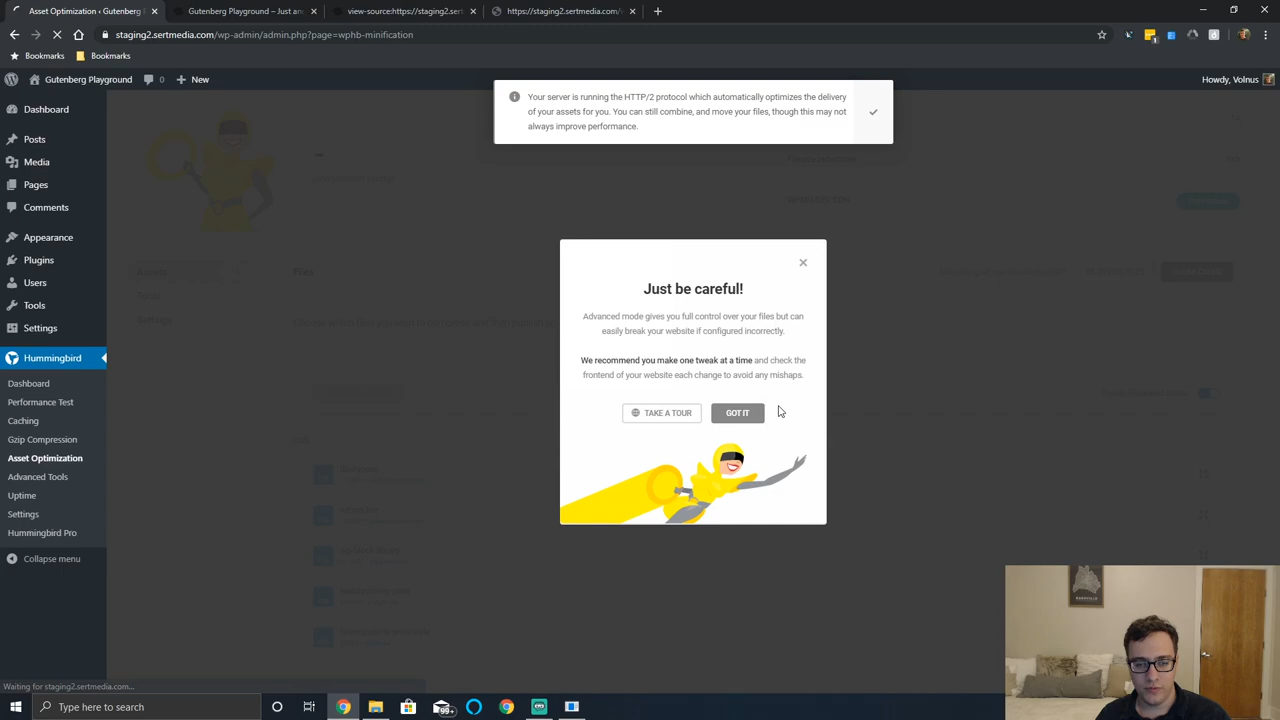 Asset Optimization ‹ Gutenberg P
Gutenberg Playground – Just ano
view-source:https://staging2.sert
https://staging2.sertmedia.com/v
staging2.sertmedia.com/wp-admin/admin.php?page=wphb-minification
Bookmarks
Bookmarks
Gutenberg Playground
0
New
Howdy, Volnus
Dashboard
Posts
Media
Pages
Comments
Appearance
Plugins
Users
Tools
Settings
Hummingbird
Dashboard
Performance Test
Caching
Gzip Compression
Asset Optimization
Advanced Tools
Uptime
Settings
Hummingbird Pro
Collapse menu
Your server is running the HTTP/2 protocol which automatically optimizes the delivery
of your assets for you. You can still combine, and move your files, though this may not
always improve performance.
Assets
Files
Just be careful!
Advanced mode gives you full control over your files but can
easily break your website if configured incorrectly.
We recommend you make one tweak at a time and check the
frontend of your website each change to avoid any mishaps.
TAKE A TOUR
GOT IT
NASHVILLE
Waiting for staging2.sertmedia.com...
Type here to search
99+